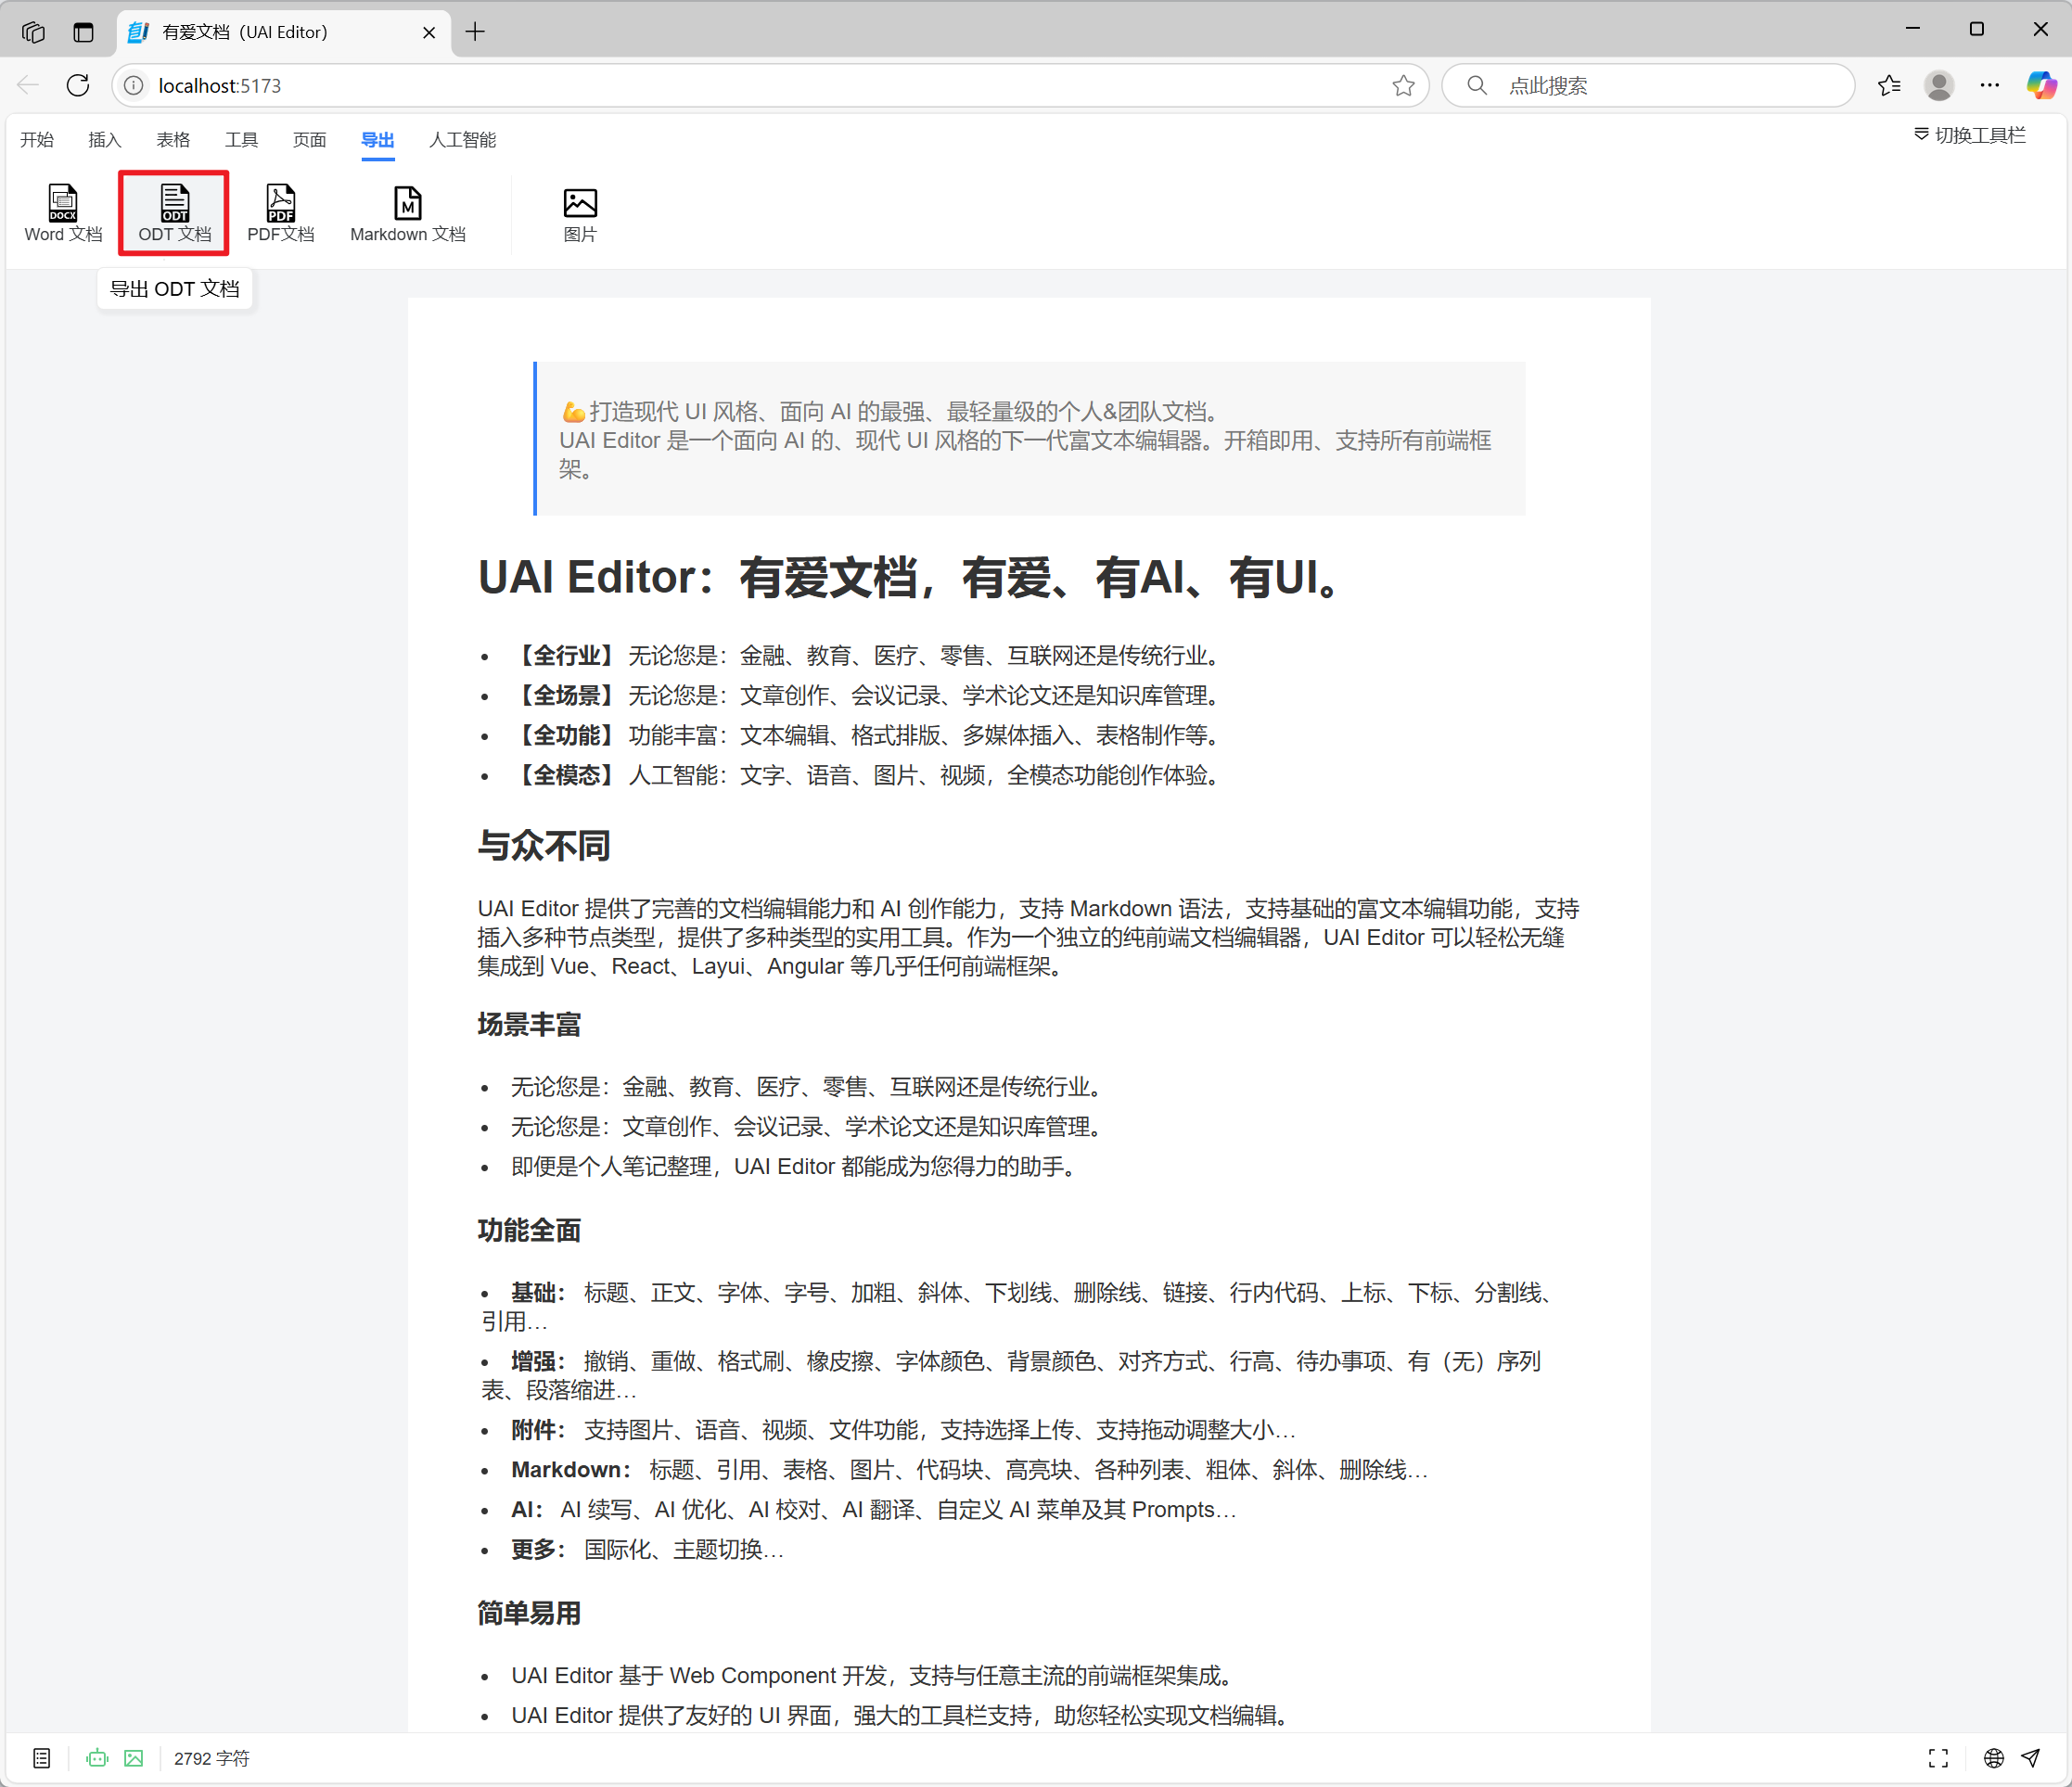 有爱文档（UAI Editor）
localhost:5173
点此搜索
开始 插入 表格 工具 页面 导出 人工智能
切换工具栏
DOCX ODT PDF M
Word 文档 ODT 文档 PDF文档 Markdown 文档 图片
导出 ODT 文档
💪打造现代 UI 风格、面向 AI 的最强、最轻量级的个人&团队文档。
UAI Editor 是一个面向 AI 的、现代 UI 风格的下一代富文本编辑器。开箱即用、支持所有前端框
架。
UAI Editor：有爱文档，有爱、有AI、有UI。
• 【全行业】 无论您是：金融、教育、医疗、零售、互联网还是传统行业。
• 【全场景】 无论您是：文章创作、会议记录、学术论文还是知识库管理。
• 【全功能】 功能丰富：文本编辑、格式排版、多媒体插入、表格制作等。
• 【全模态】 人工智能：文字、语音、图片、视频，全模态功能创作体验。
与众不同
UAI Editor 提供了完善的文档编辑能力和 AI 创作能力，支持 Markdown 语法，支持基础的富文本编辑功能，支持
插入多种节点类型，提供了多种类型的实用工具。作为一个独立的纯前端文档编辑器，UAI Editor 可以轻松无缝
集成到 Vue、React、Layui、Angular 等几乎任何前端框架。
场景丰富
• 无论您是：金融、教育、医疗、零售、互联网还是传统行业。
• 无论您是：文章创作、会议记录、学术论文还是知识库管理。
• 即便是个人笔记整理，UAI Editor 都能成为您得力的助手。
功能全面
• 基础： 标题、正文、字体、字号、加粗、斜体、下划线、删除线、链接、行内代码、上标、下标、分割线、
引用…
• 增强： 撤销、重做、格式刷、橡皮擦、字体颜色、背景颜色、对齐方式、行高、待办事项、有（无）序列
表、段落缩进…
• 附件： 支持图片、语音、视频、文件功能，支持选择上传、支持拖动调整大小…
• Markdown： 标题、引用、表格、图片、代码块、高亮块、各种列表、粗体、斜体、删除线…
• AI： AI 续写、AI 优化、AI 校对、AI 翻译、自定义 AI 菜单及其 Prompts…
• 更多： 国际化、主题切换…
简单易用
• UAI Editor 基于 Web Component 开发，支持与任意主流的前端框架集成。
• UAI Editor 提供了友好的 UI 界面，强大的工具栏支持，助您轻松实现文档编辑。
2792 字符